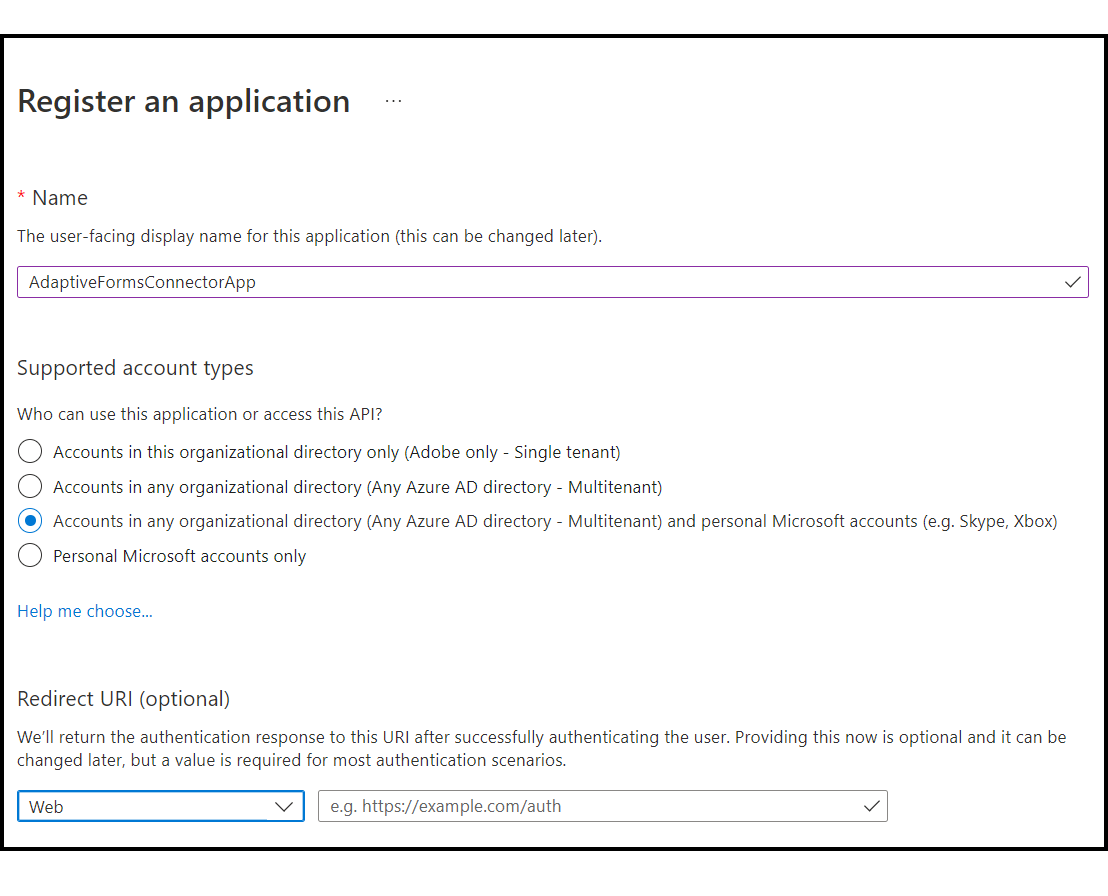 Register an application ...
* Name
The user-facing display name for this application (this can be changed later).
AdaptiveFormsConnectorApp
Supported account types
Who can use this application or access this API?
Accounts in this organizational directory only (Adobe only - Single tenant)
Accounts in any organizational directory (Any Azure AD directory - Multitenant)
Accounts in any organizational directory (Any Azure AD directory - Multitenant) and personal Microsoft accounts (e.g. Skype, Xbox)
Personal Microsoft accounts only
Help me choose...
Redirect URI (optional)
We'll return the authentication response to this URI after successfully authenticating the user. Providing this now is optional and it can be
changed later, but a value is required for most authentication scenarios.
Web e.g. https://example.com/auth